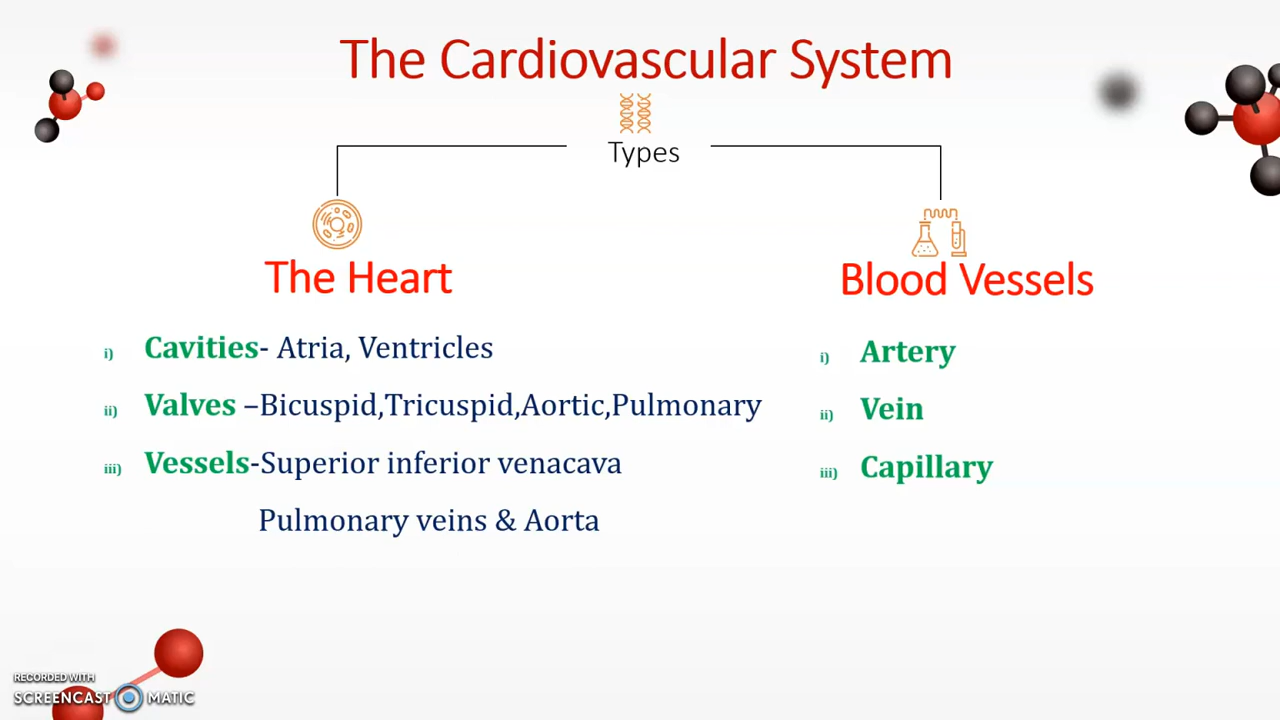 The Cardiovascular System
Types
The Heart
i) Cavities- Atria, Ventricles
ii) Valves –Bicuspid,Tricuspid,Aortic,Pulmonary
iii) Vessels-Superior inferior venacava
Pulmonary veins & Aorta
Blood Vessels
i) Artery
ii) Vein
iii) Capillary
RECORDED WITH
SCREENCAST MATIC